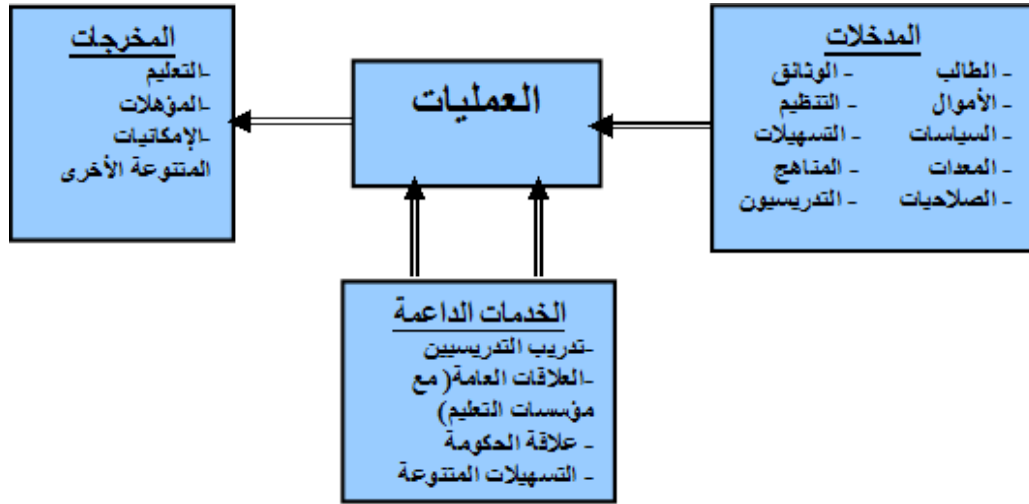 المدخلات
- الطالب - الوثائق
- الأموال - التنظيم
- السياسات - التسهيلات
- المعدات - المناهج
- الصلاحيات - التدريسيون
العمليات
المخرجات
-التعليم
-المؤهلات
-الإمكانيات
المتنوعة الأخرى
الخدمات الداعمة
-تدريب التدريسيين
-العلاقات العامة( مع
مؤسسات التعليم)
- علاقة الحكومة
- التسهيلات المتنوعة